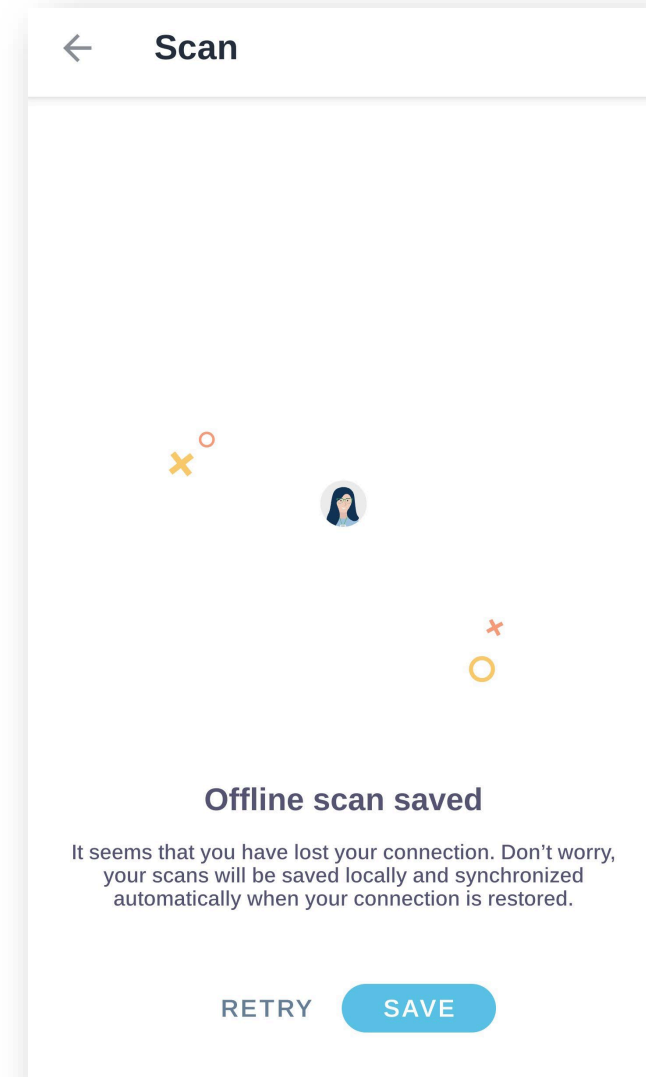 Scan
Offline scan saved
It seems that you have lost your connection. Don’t worry,
your scans will be saved locally and synchronized
automatically when your connection is restored.
RETRY SAVE